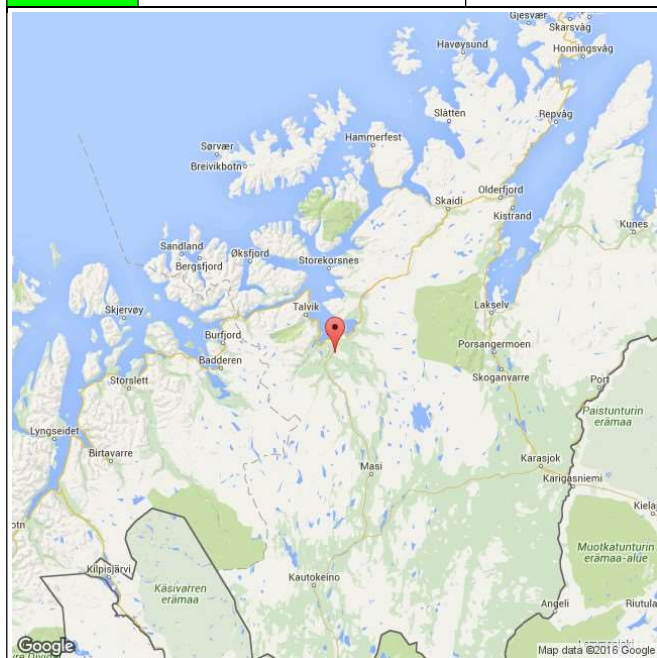 Gjesvær
Skarsvåg
Havøysund
Honningsvåg
Slåtten
Repvåg
Hammerfest
Sørvær
Breivikbotn
Olderfjord
Skaidi
Kistrand
Kunes
Sandland
Øksfjord
Bergsfjord
Storekorsnes
Talvik
Skjervøy
Lakselv
Burfjord
Porsangermoen
Badderen
Skoganvarre
Storslett
Port
Paistunturin
erämaa
Lyngseidet
Birtavarre
Masi
Karasjok
Karigasniemi
Kiela
otn
Muotkatunturin
erämaa-alue
Kilpisjärvi
Kautokeino
Käsivarren
erämaa
Angeli
Riutula
Google
Map data ©2016 Google